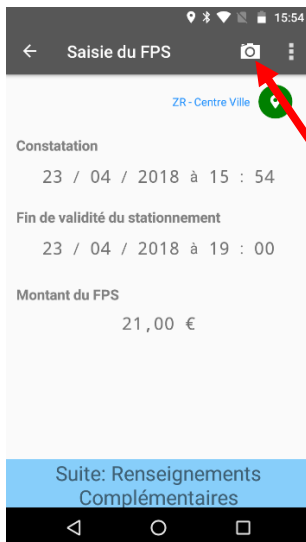 15:54
Saisie du FPS
ZR - Centre Ville
Constatation
23 / 04 / 2018 à 15 : 54
Fin de validité du stationnement
23 / 04 / 2018 à 19 : 00
Montant du FPS
21,00 €
Suite: Renseignements
Complémentaires